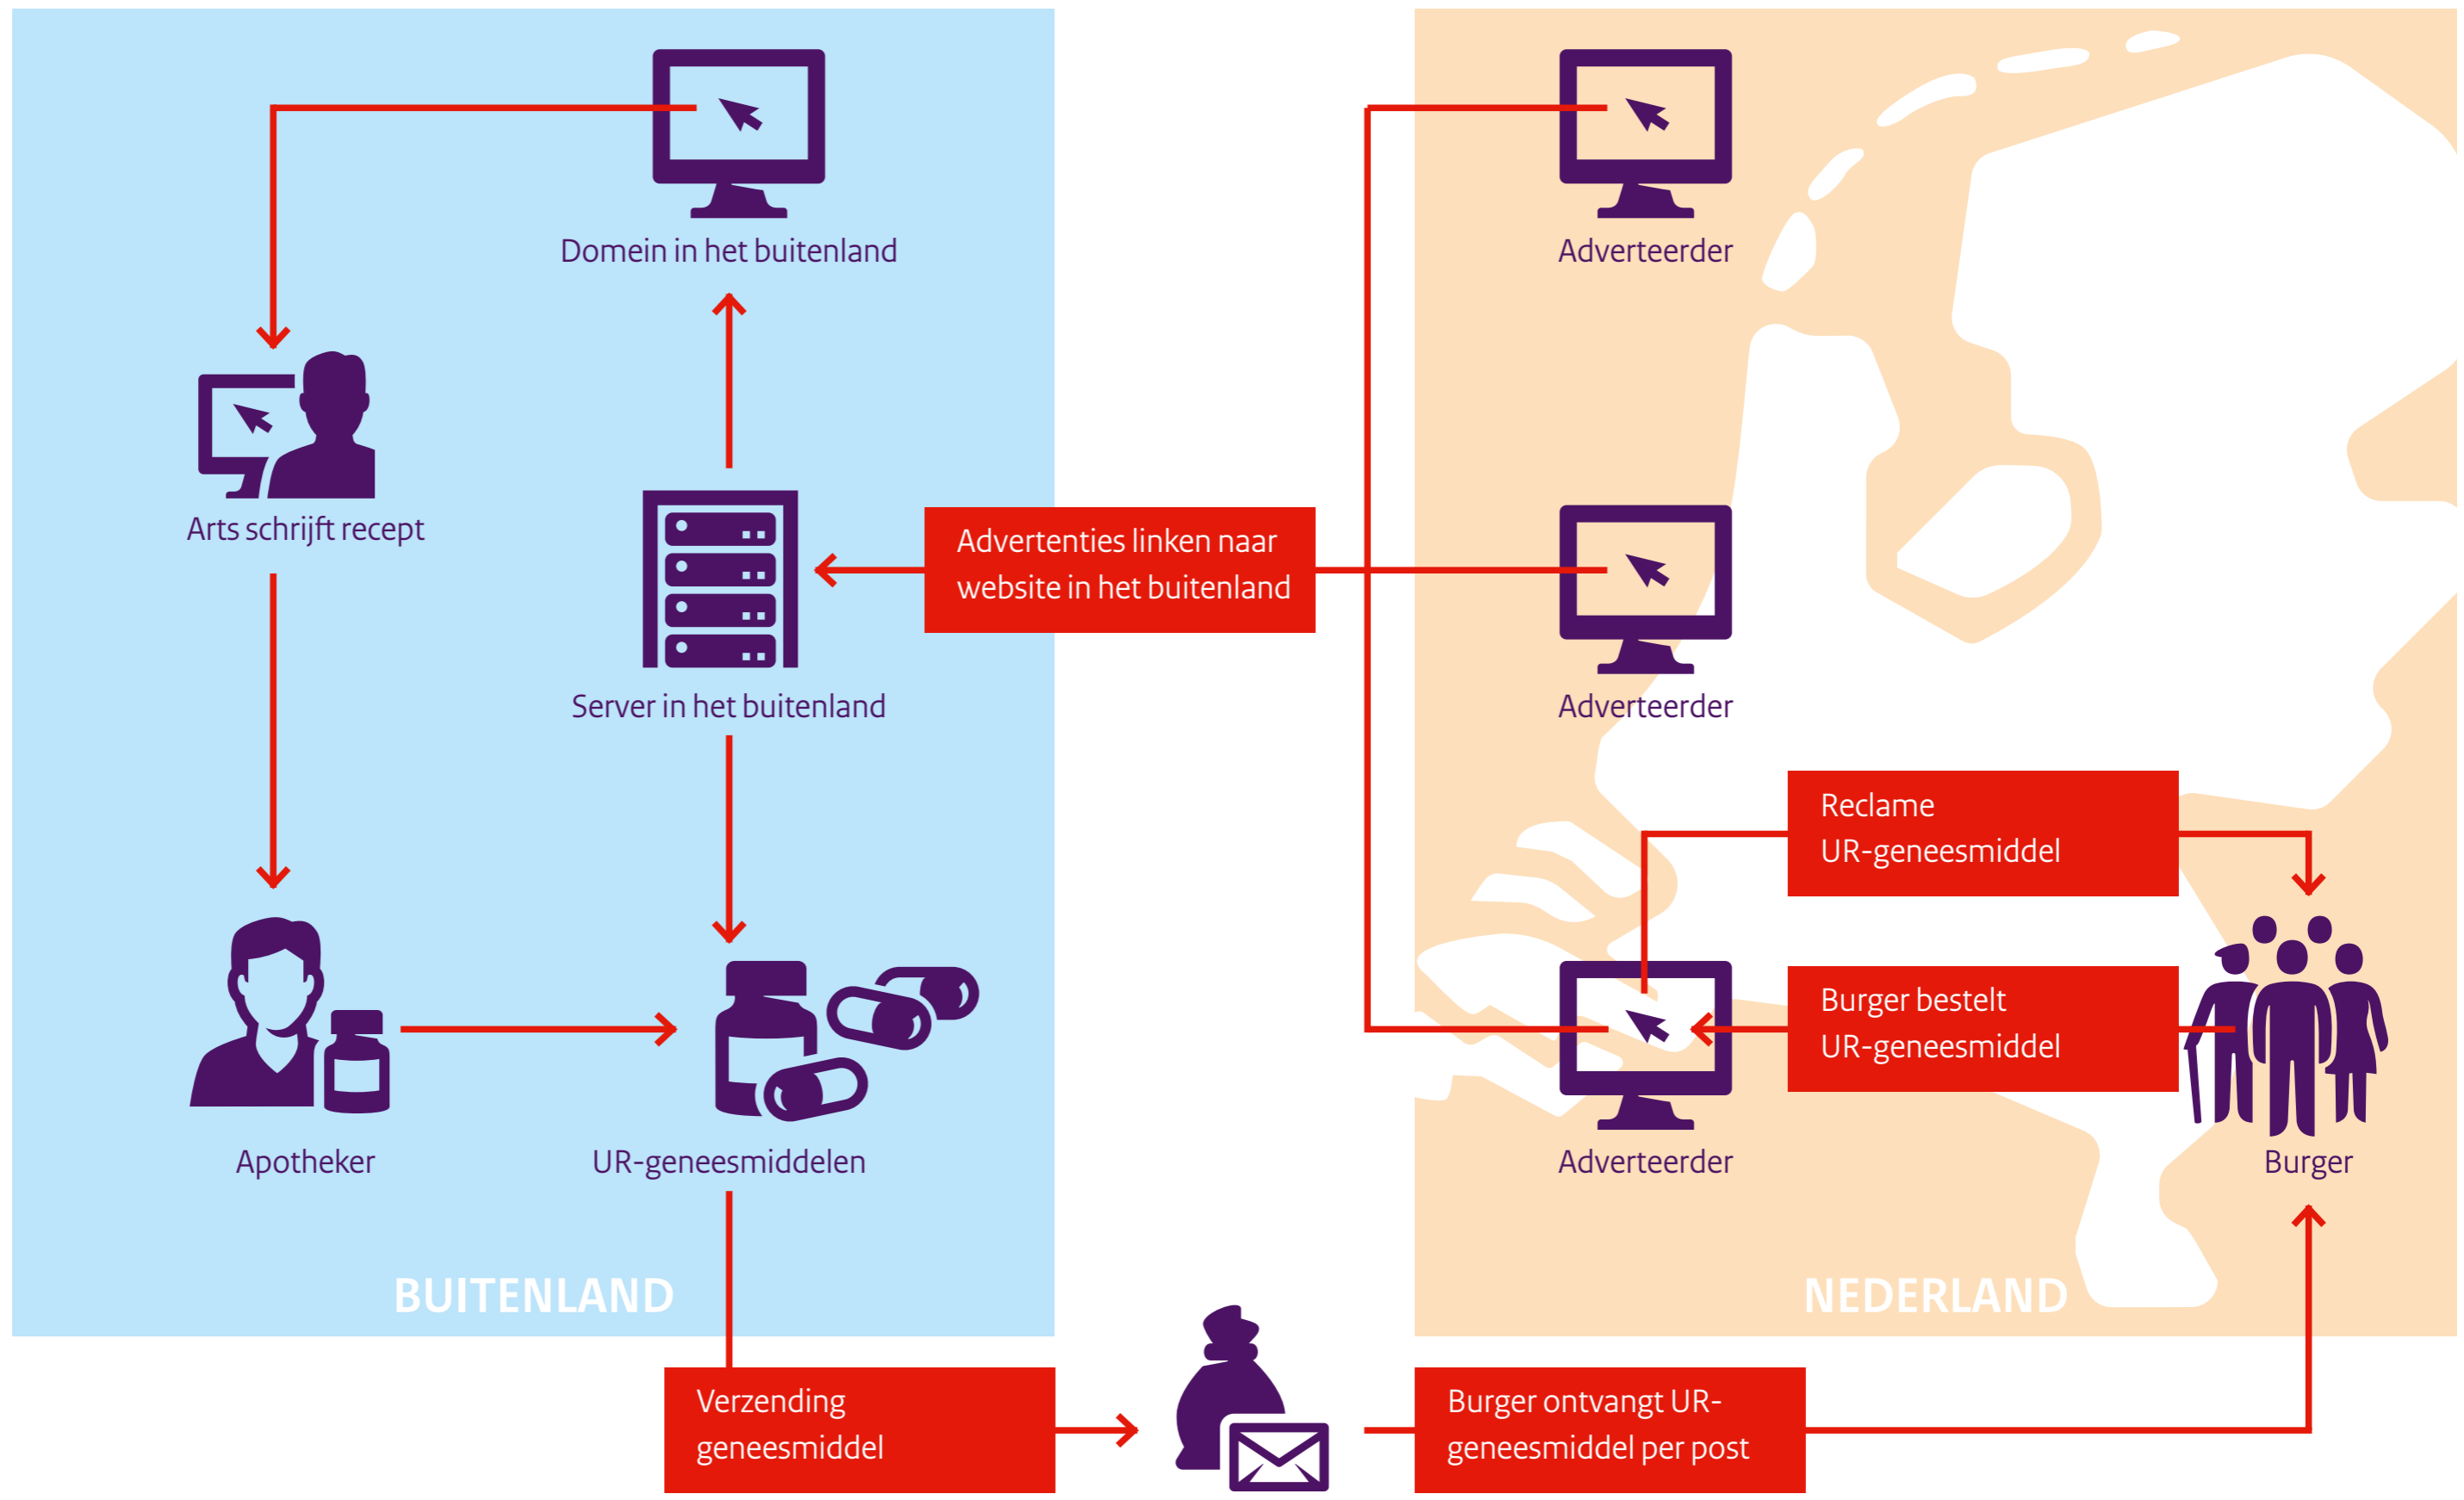 Domein in het buitenland
Adverteerder
Arts schrijft recept
Advertenties linken naar
website in het buitenland
Server in het buitenland
Adverteerder
Reclame
UR-geneesmiddel
Burger bestelt
UR-geneesmiddel
Apotheker
UR-geneesmiddelen
Adverteerder
Burger
BUITENLAND
NEDERLAND
Verzending
geneesmiddel
Burger ontvangt UR-
geneesmiddel per post